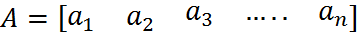 A = [a₁ a₂ a₃ ….. aₙ]